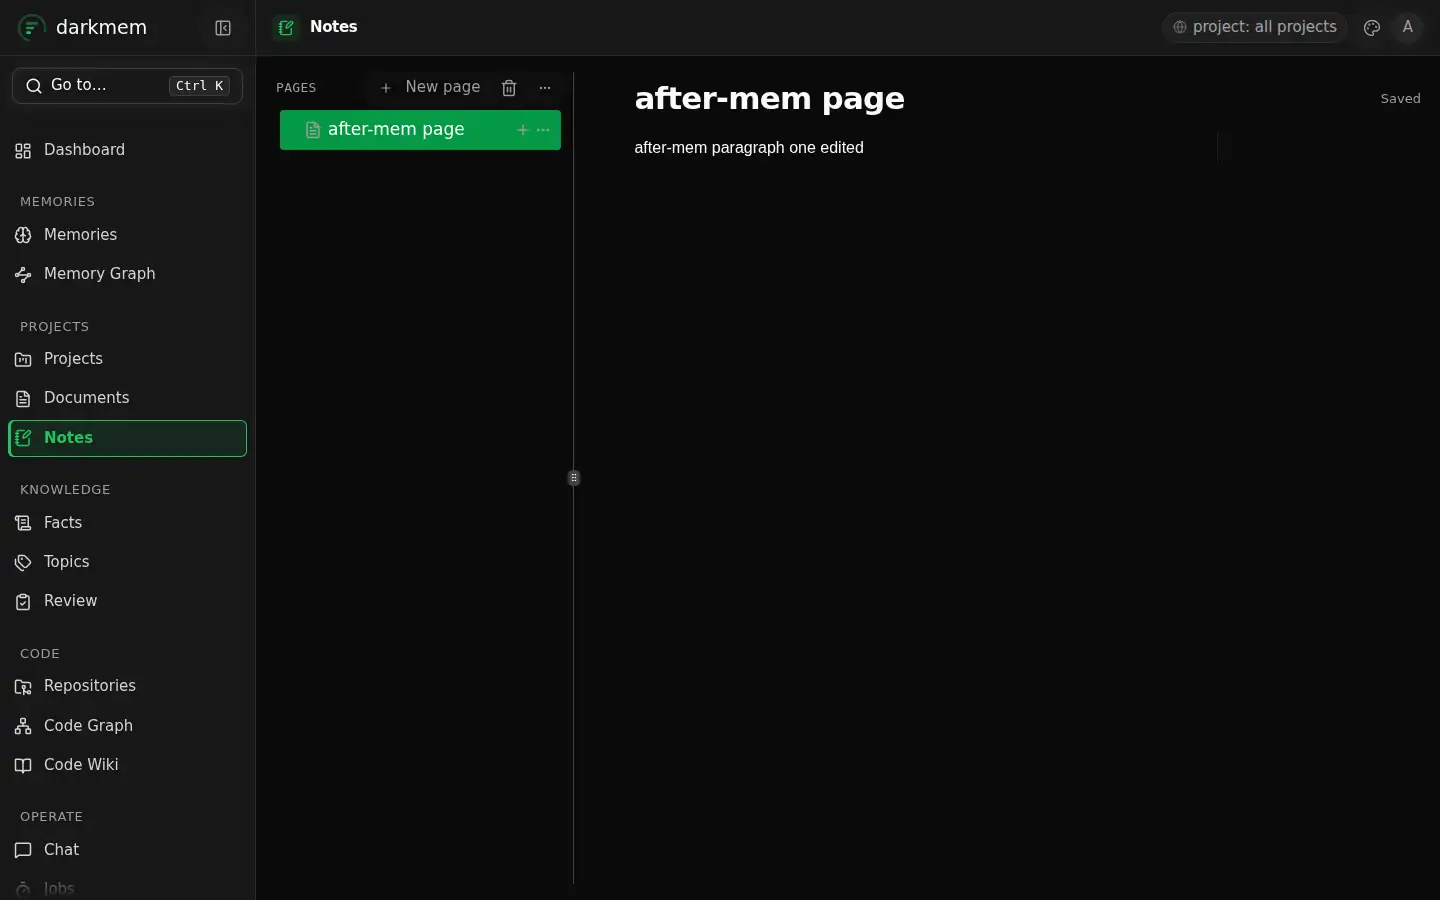 darkmem
Notes
project: all projects
A
Go to...
Ctrl K
Dashboard
MEMORIES
Memories
Memory Graph
PROJECTS
Projects
Documents
Notes
KNOWLEDGE
Facts
Topics
Review
CODE
Repositories
Code Graph
Code Wiki
OPERATE
Chat
Jobs
PAGES
New page
after-mem page
after-mem page
Saved
after-mem paragraph one edited